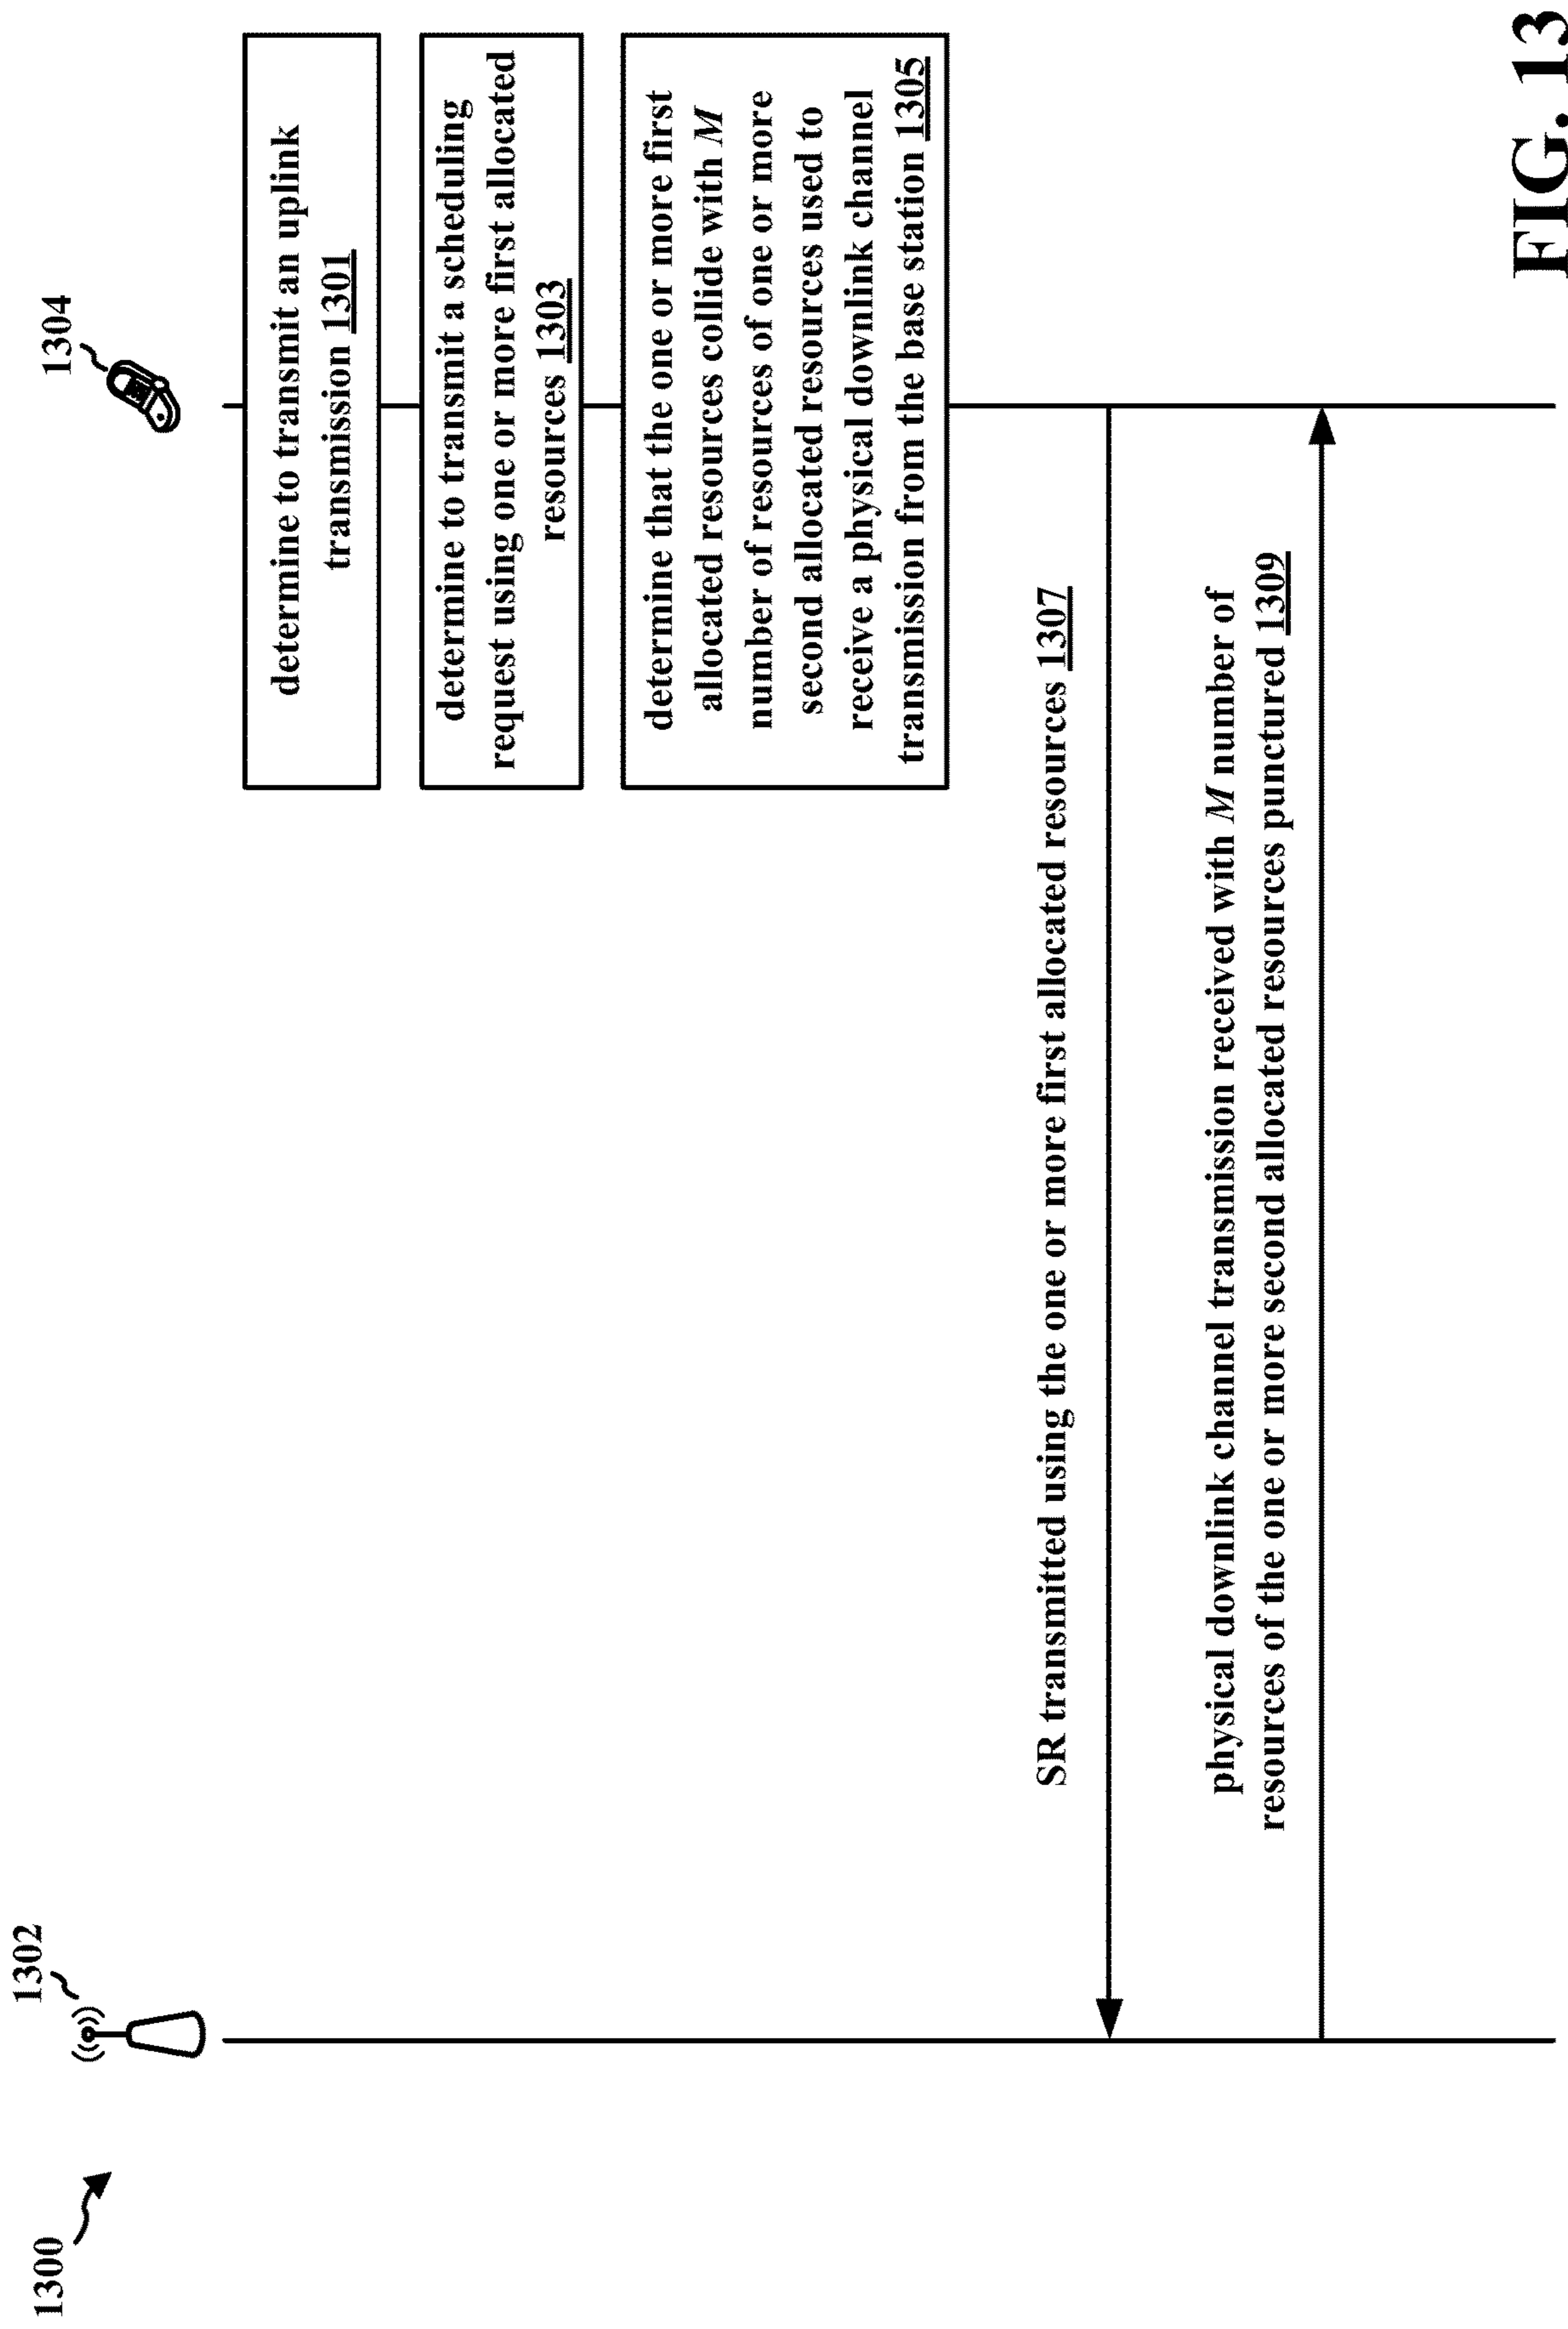 1300
1302
1304
determine to transmit an uplink
transmission 1301
determine to transmit a scheduling
request using one or more first allocated
resources 1303
determine that the one or more first
allocated resources collide with M
number of resources of one or more
second allocated resources used to
receive a physical downlink channel
transmission from the base station 1305
SR transmitted using the one or more first allocated resources 1307
physical downlink channel transmission received with M number of
resources of the one or more second allocated resources punctured 1309
FIG. 13